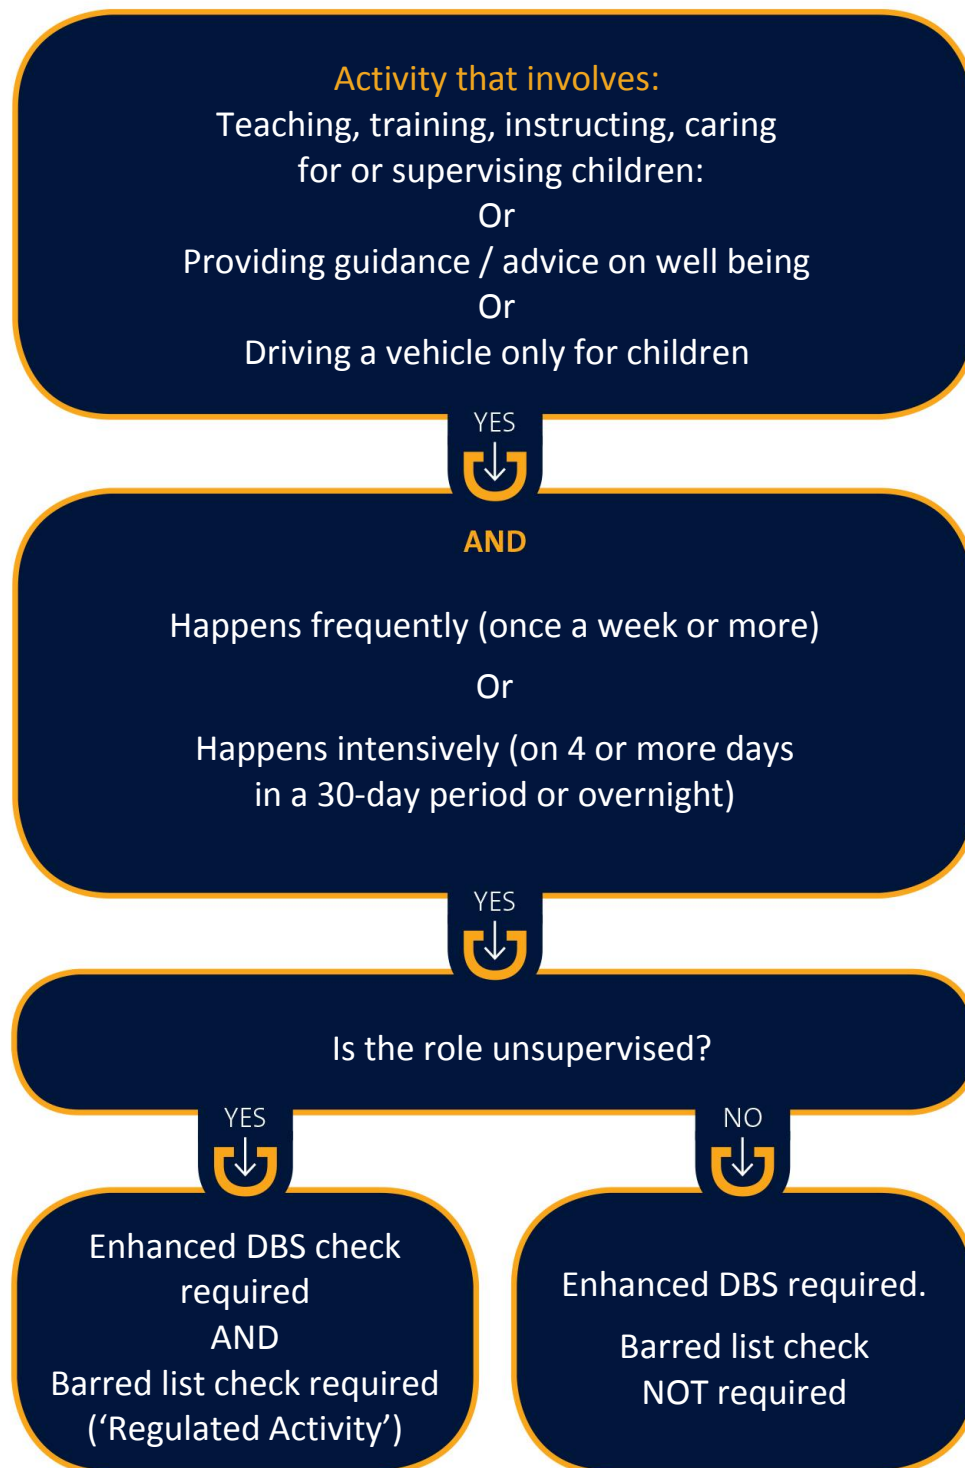 Activity that involves:
Teaching, training, instructing, caring
for or supervising children:
Or
Providing guidance / advice on well being
Or
Driving a vehicle only for children
YES
AND
Happens frequently (once a week or more)
Or
Happens intensively (on 4 or more days
in a 30-day period or overnight)
YES
Is the role unsupervised?
YES
Enhanced DBS check
required
AND
Barred list check required
(‘Regulated Activity’)
NO
Enhanced DBS required.
Barred list check
NOT required